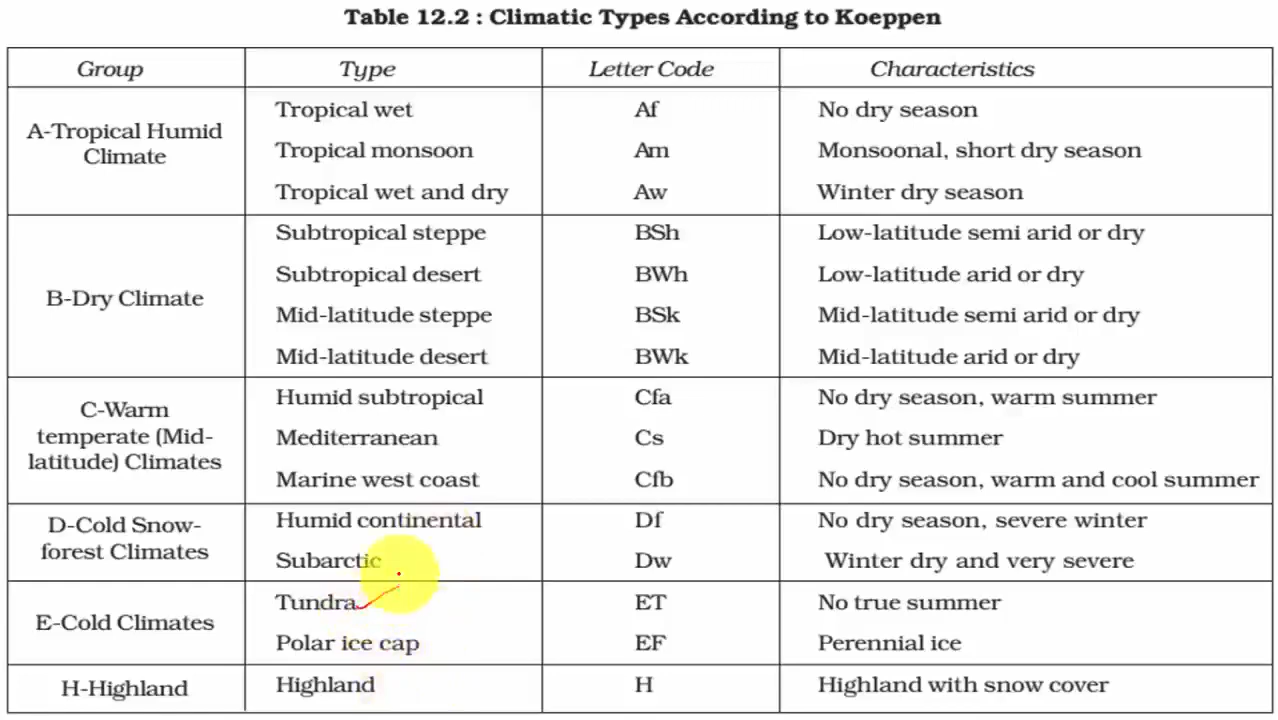 Table 12.2 : Climatic Types According to Koeppen
Group Type Letter Code Characteristics
A-Tropical Humid Climate
Tropical wet Af No dry season
Tropical monsoon Am Monsoonal, short dry season
Tropical wet and dry Aw Winter dry season
B-Dry Climate
Subtropical steppe BSh Low-latitude semi arid or dry
Subtropical desert BWh Low-latitude arid or dry
Mid-latitude steppe BSk Mid-latitude semi arid or dry
Mid-latitude desert BWk Mid-latitude arid or dry
C-Warm
temperate (Mid-
latitude) Climates
Humid subtropical Cfa No dry season, warm summer
Mediterranean Cs Dry hot summer
Marine west coast Cfb No dry season, warm and cool summer
D-Cold Snow-
forest Climates
Humid continental Df No dry season, severe winter
Subarctic Dw Winter dry and very severe
E-Cold Climates
Tundra ET No true summer
Polar ice cap EF Perennial ice
H-Highland
Highland H Highland with snow cover